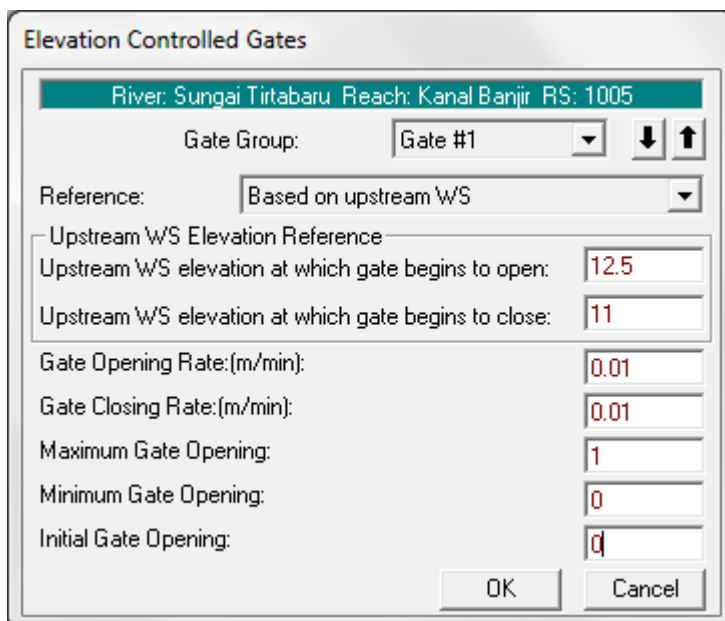 Elevation Controlled Gates
River: Sungai Tirtabaru Reach: Kanal Banjir RS: 1005
Gate Group: Gate #1
Reference: Based on upstream WS
Upstream WS Elevation Reference
Upstream WS elevation at which gate begins to open: 12.5
Upstream WS elevation at which gate begins to close: 11
Gate Opening Rate:(m/min): 0.01
Gate Closing Rate:(m/min): 0.01
Maximum Gate Opening: 1
Minimum Gate Opening: 0
Initial Gate Opening: 0
OK Cancel